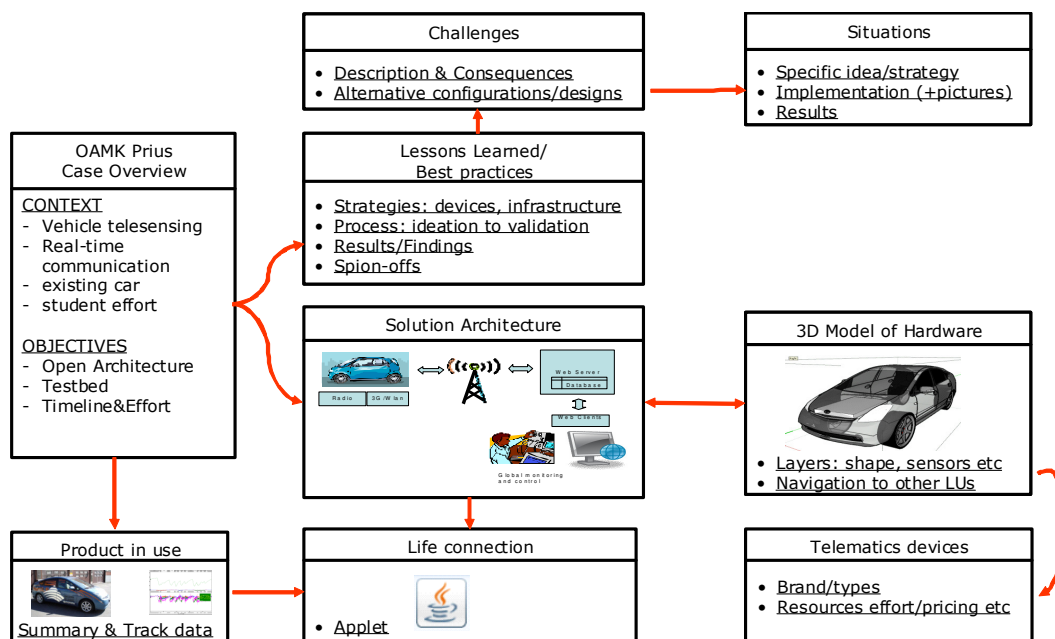 Challenges
• Description & Consequences
• Alternative configurations/designs
Situations
• Specific idea/strategy
• Implementation (+pictures)
• Results
OAMK Prius
Case Overview
CONTEXT
- Vehicle telesensing
- Real-time
communication
- existing car
- student effort
OBJECTIVES
- Open Architecture
- Testbed
- Timeline&Effort
Lessons Learned/
Best practices
• Strategies: devices, infrastructure
• Process: ideation to validation
• Results/Findings
• Spion-offs
Solution Architecture
Radio
3G/Wlan
Web Server
Database
Web Clients
Global monitoring
and control
3D Model of Hardware
• Layers: shape, sensors etc
• Navigation to other LUs
Product in use
Summary & Track data
Life connection
• Applet
Telematics devices
• Brand/types
• Resources effort/pricing etc